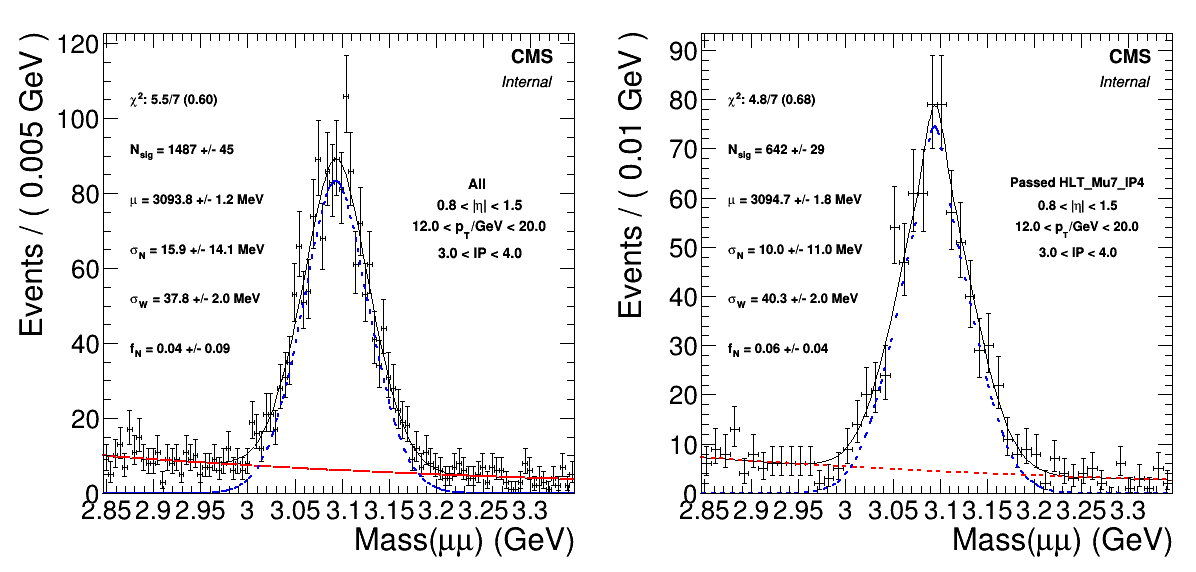 Events / ( 0.005 GeV )
120
100
80
60
40
20
0
CMS
Internal
χ²: 5.5/7 (0.60)
N_sig = 1487 +/- 45
μ = 3093.8 +/- 1.2 MeV
σ_N = 15.9 +/- 14.1 MeV
σ_W = 37.8 +/- 2.0 MeV
f_N = 0.04 +/- 0.09
All
0.8 < |η| < 1.5
12.0 < p_T/GeV < 20.0
3.0 < IP < 4.0
2.85 2.9 2.95 3 3.05 3.1 3.15 3.2 3.25 3.3
Mass(μμ) (GeV)
Events / ( 0.01 GeV )
90
80
70
60
50
40
30
20
10
0
CMS
Internal
χ²: 4.8/7 (0.68)
N_sig = 642 +/- 29
μ = 3094.7 +/- 1.8 MeV
σ_N = 10.0 +/- 11.0 MeV
σ_W = 40.3 +/- 2.0 MeV
f_N = 0.06 +/- 0.04
Passed HLT_Mu7_IP4
0.8 < |η| < 1.5
12.0 < p_T/GeV < 20.0
3.0 < IP < 4.0
2.85 2.9 2.95 3 3.05 3.1 3.15 3.2 3.25 3.3
Mass(μμ) (GeV)